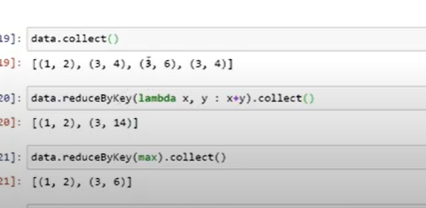 19]: data.collect()
19]: [(1, 2), (3, 4), (3, 6), (3, 4)]
20]: data.reduceByKey(lambda x, y : x+y).collect()
20]: [(1, 2), (3, 14)]
21]: data.reduceByKey(max).collect()
21]: [(1, 2), (3, 6)]